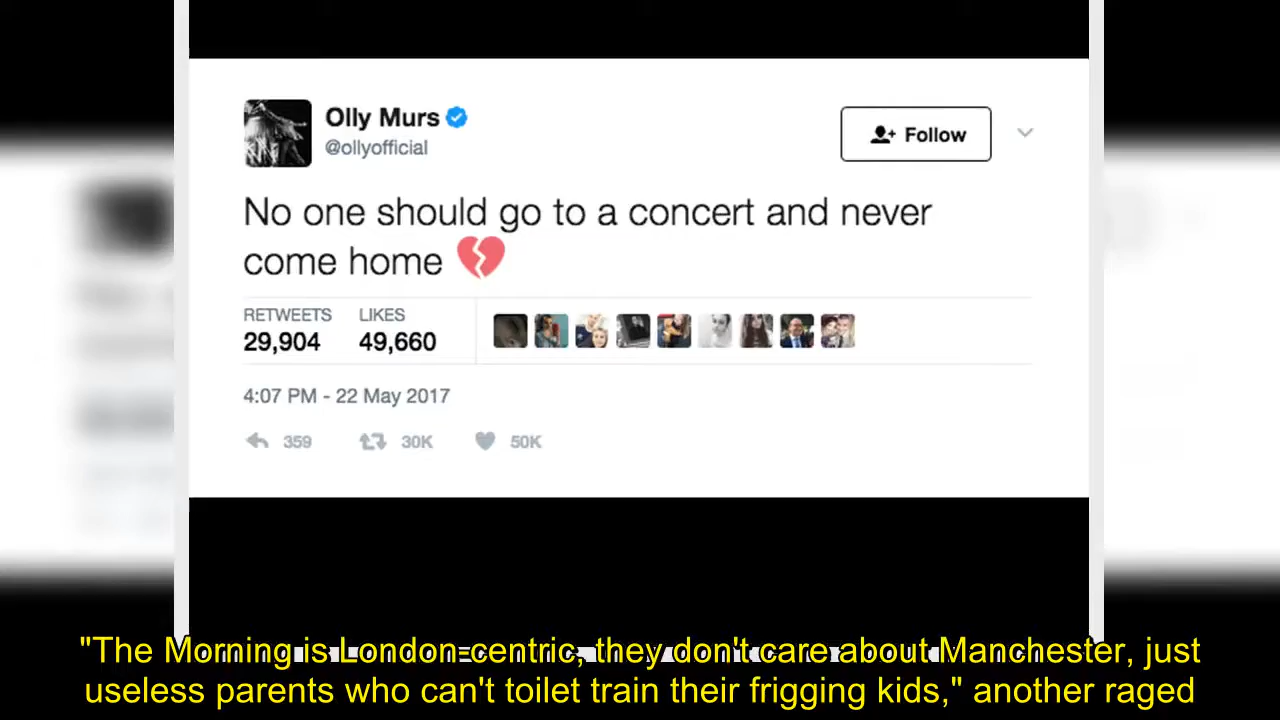 Olly Murs
@ollyofficial
Follow
No one should go to a concert and never
come home 💔
RETWEETS LIKES
29,904 49,660
4:07 PM - 22 May 2017
359 30K 50K
"The Morning is London-centric, they don't care about Manchester, just
useless parents who can't toilet train their frigging kids," another raged